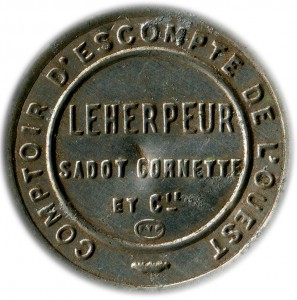 COMPTOIR D'ESCOMPTE DE L'OUEST
LEHERPEUR
SADOT CORNETTE
ET CIE